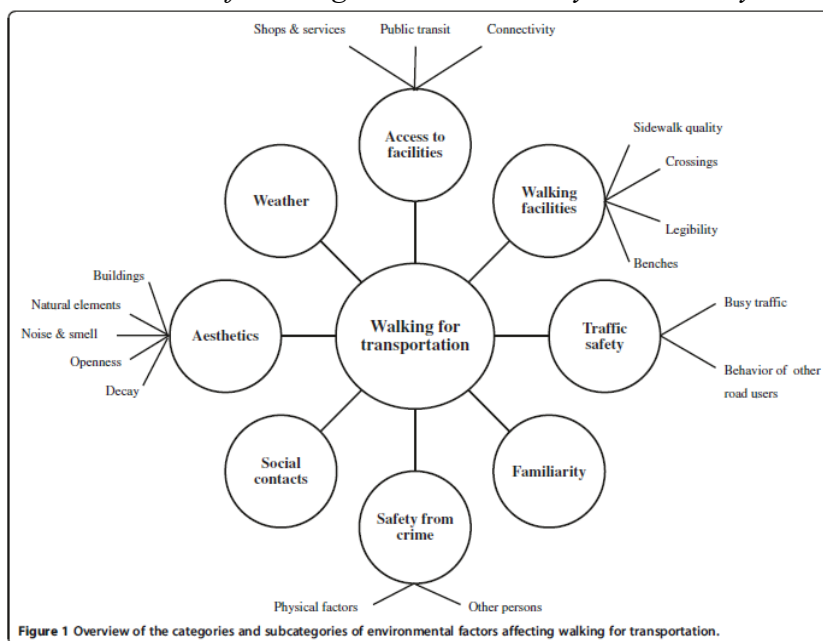 Shops & services
Public transit
Connectivity
Access to
facilities
Sidewalk quality
Crossings
Walking
facilities
Legibility
Benches
Weather
Buildings
Natural elements
Noise & smell
Openness
Decay
Aesthetics
Walking for
transportation
Traffic
safety
Busy traffic
Behavior of other
road users
Social
contacts
Familiarity
Safety from
crime
Physical factors
Other persons
Figure 1 Overview of the categories and subcategories of environmental factors affecting walking for transportation.